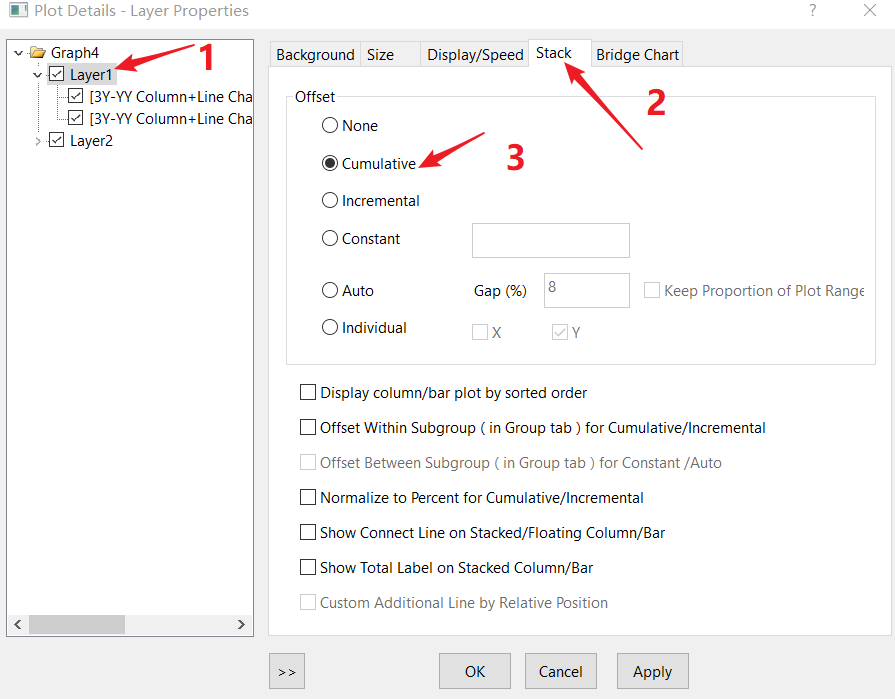 Plot Details - Layer Properties
?
Graph4
Layer1
[3Y-YY Column+Line Cha
[3Y-YY Column+Line Cha
Layer2
1
Background Size Display/Speed Stack Bridge Chart
2
Offset
None
Cumulative
3
Incremental
Constant
Auto Gap (%) 8 Keep Proportion of Plot Range
Individual X Y
Display column/bar plot by sorted order
Offset Within Subgroup ( in Group tab ) for Cumulative/Incremental
Offset Between Subgroup ( in Group tab ) for Constant /Auto
Normalize to Percent for Cumulative/Incremental
Show Connect Line on Stacked/Floating Column/Bar
Show Total Label on Stacked Column/Bar
Custom Additional Line by Relative Position
>> OK Cancel Apply